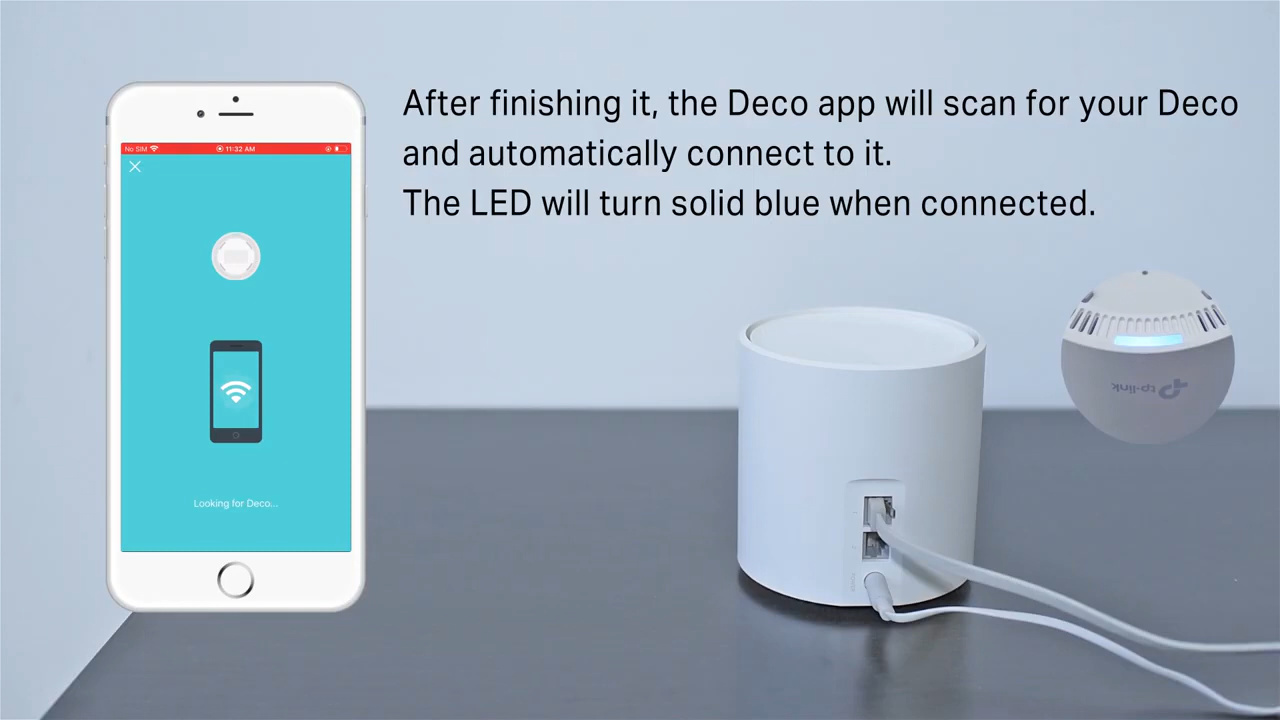 After finishing it, the Deco app will scan for your Deco
and automatically connect to it.
The LED will turn solid blue when connected.
No SIM 11:32 AM
Looking for Deco...
tp-link